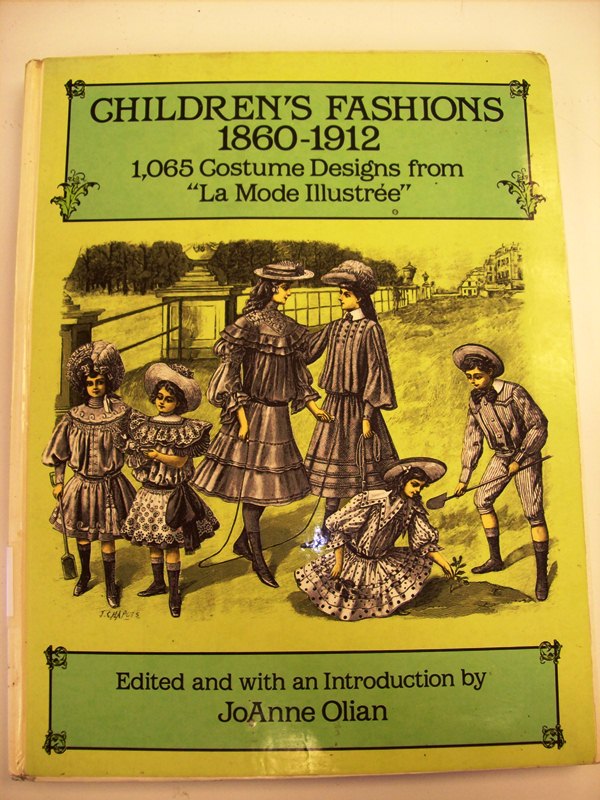 CHILDREN'S FASHIONS
1860-1912
1,065 Costume Designs from
"La Mode Illustrée"
J. CHAPUIS
Edited and with an Introduction by
JoAnne Olian